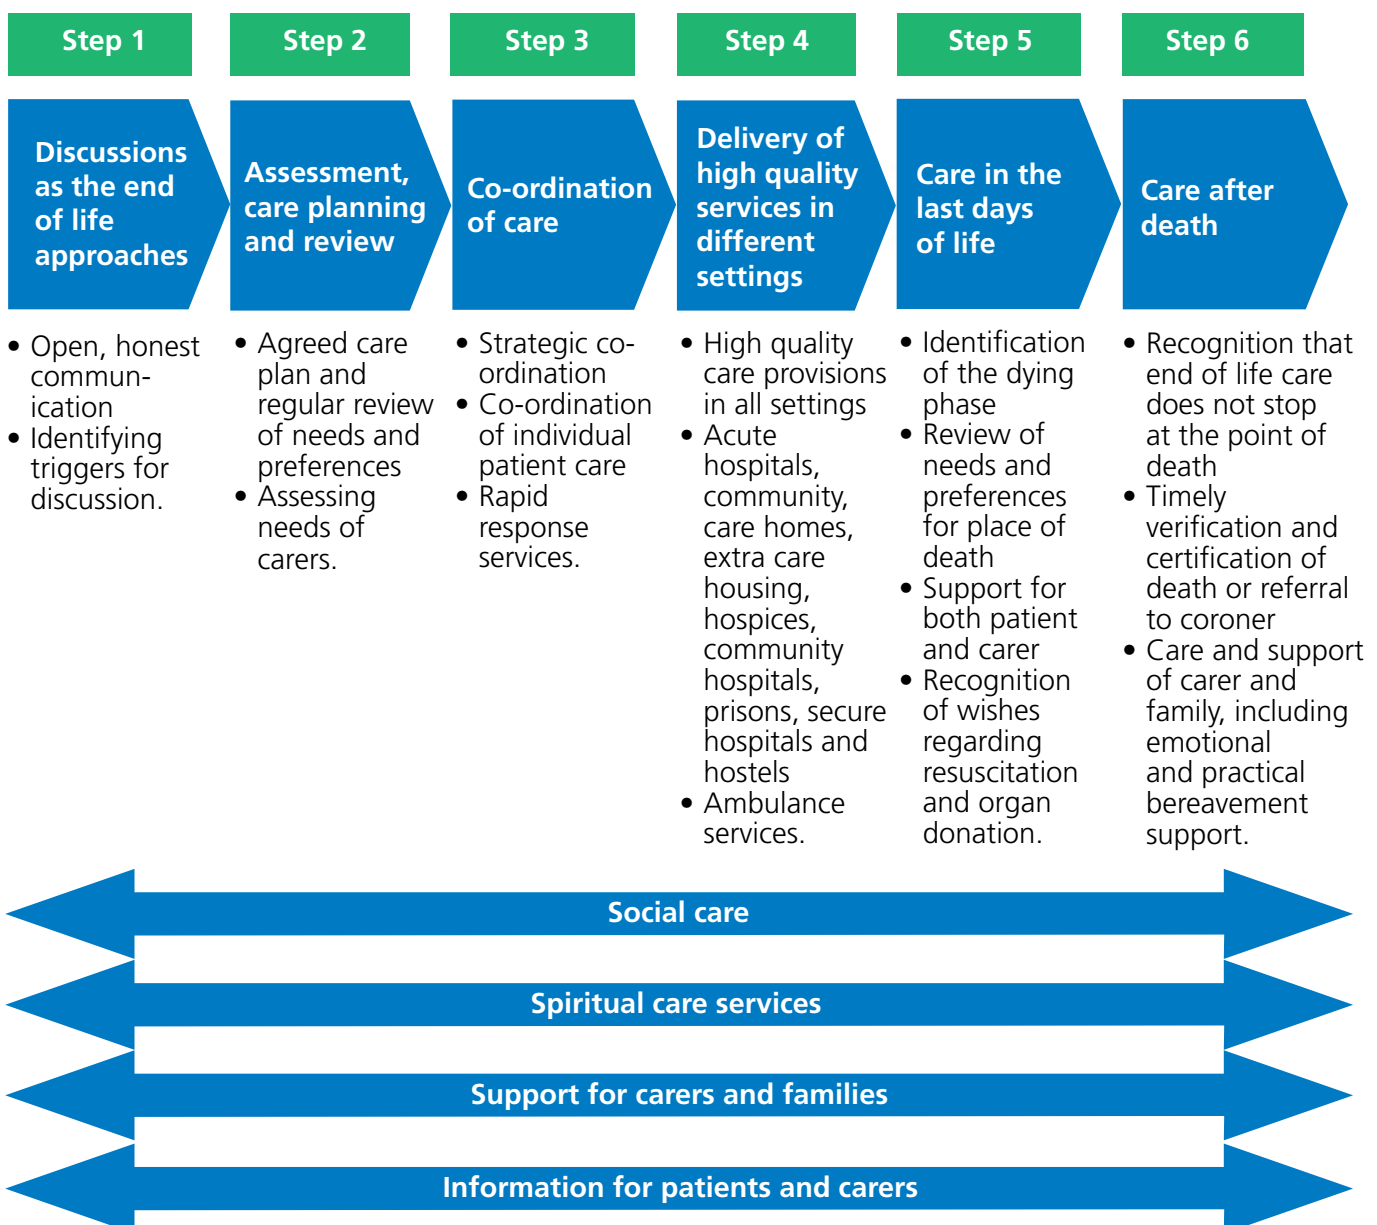 Step 1
Discussions
as the end
of life
approaches
• Open, honest
commun-
ication
• Identifying
triggers for
discussion.
Step 2
Assessment,
care planning
and review
• Agreed care
plan and
regular review
of needs and
preferences
• Assessing
needs of
carers.
Step 3
Co-ordination
of care
• Strategic co-
ordination
• Co-ordination
of individual
patient care
• Rapid
response
services.
Step 4
Delivery of
high quality
services in
different
settings
• High quality
care provisions
in all settings
• Acute
hospitals,
community,
care homes,
extra care
housing,
hospices,
community
hospitals,
prisons, secure
hospitals and
hostels
• Ambulance
services.
Step 5
Care in the
last days
of life
• Identification
of the dying
phase
• Review of
needs and
preferences
for place of
death
• Support for
both patient
and carer
• Recognition
of wishes
regarding
resuscitation
and organ
donation.
Step 6
Care after
death
• Recognition that
end of life care
does not stop
at the point of
death
• Timely
verification and
certification of
death or referral
to coroner
• Care and support
of carer and
family, including
emotional
and practical
bereavement
support.
Social care
Spiritual care services
Support for carers and families
Information for patients and carers